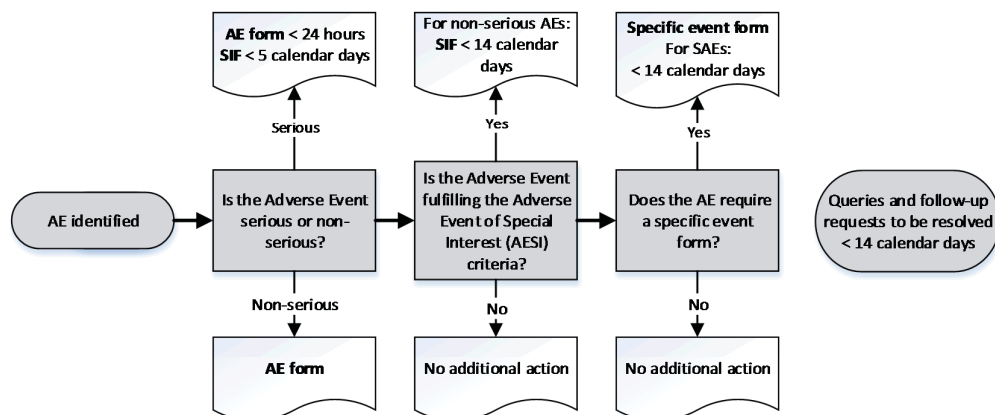 AE form < 24 hours
SIF < 5 calendar days
For non-serious AEs:
SIF < 14 calendar
days
Specific event form
For SAEs:
< 14 calendar days
Serious
Yes
Yes
AE identified
Is the Adverse Event
serious or non-
serious?
Is the Adverse Event
fulfilling the Adverse
Event of Special
Interest (AESI)
criteria?
Does the AE require
a specific event
form?
Queries and follow-up
requests to be resolved
< 14 calendar days
Non-serious
No
No
AE form
No additional action
No additional action